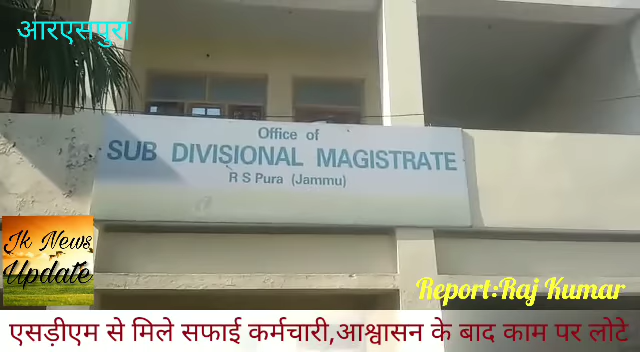 आरएसपुरा
Office of
SUB DIVISIONAL MAGISTRATE
R S Pura (Jammu)
Jk News
Update
Report:Raj Kumar
एसड़ीएम से मिले सफाई कर्मचारी,आश्वासन के बाद काम पर लोटे